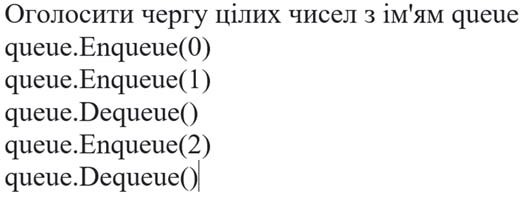 Оголосити чергу цілих чисел з ім'ям queue
queue.Enqueue(0)
queue.Enqueue(1)
queue.Dequeue()
queue.Enqueue(2)
queue.Dequeue()